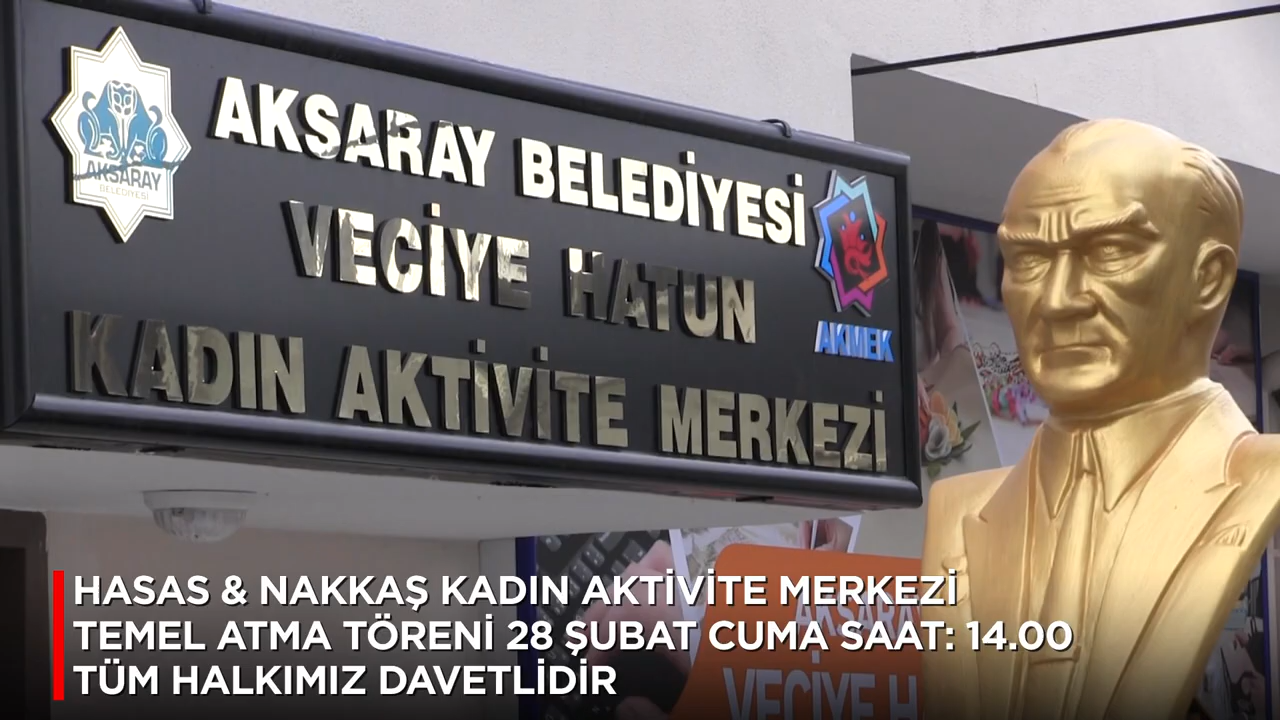 AKSARAY
BELEDİYESİ
AKSARAY BELEDİYESİ
VECİYE HATUN
KADIN AKTİVİTE MERKEZİ
AKMEK
AKSARA
VECİYE H
HASAS & NAKKAŞ KADIN AKTİVİTE MERKEZİ
TEMEL ATMA TÖRENİ 28 ŞUBAT CUMA SAAT: 14.00
TÜM HALKIMIZ DAVETLİDİR